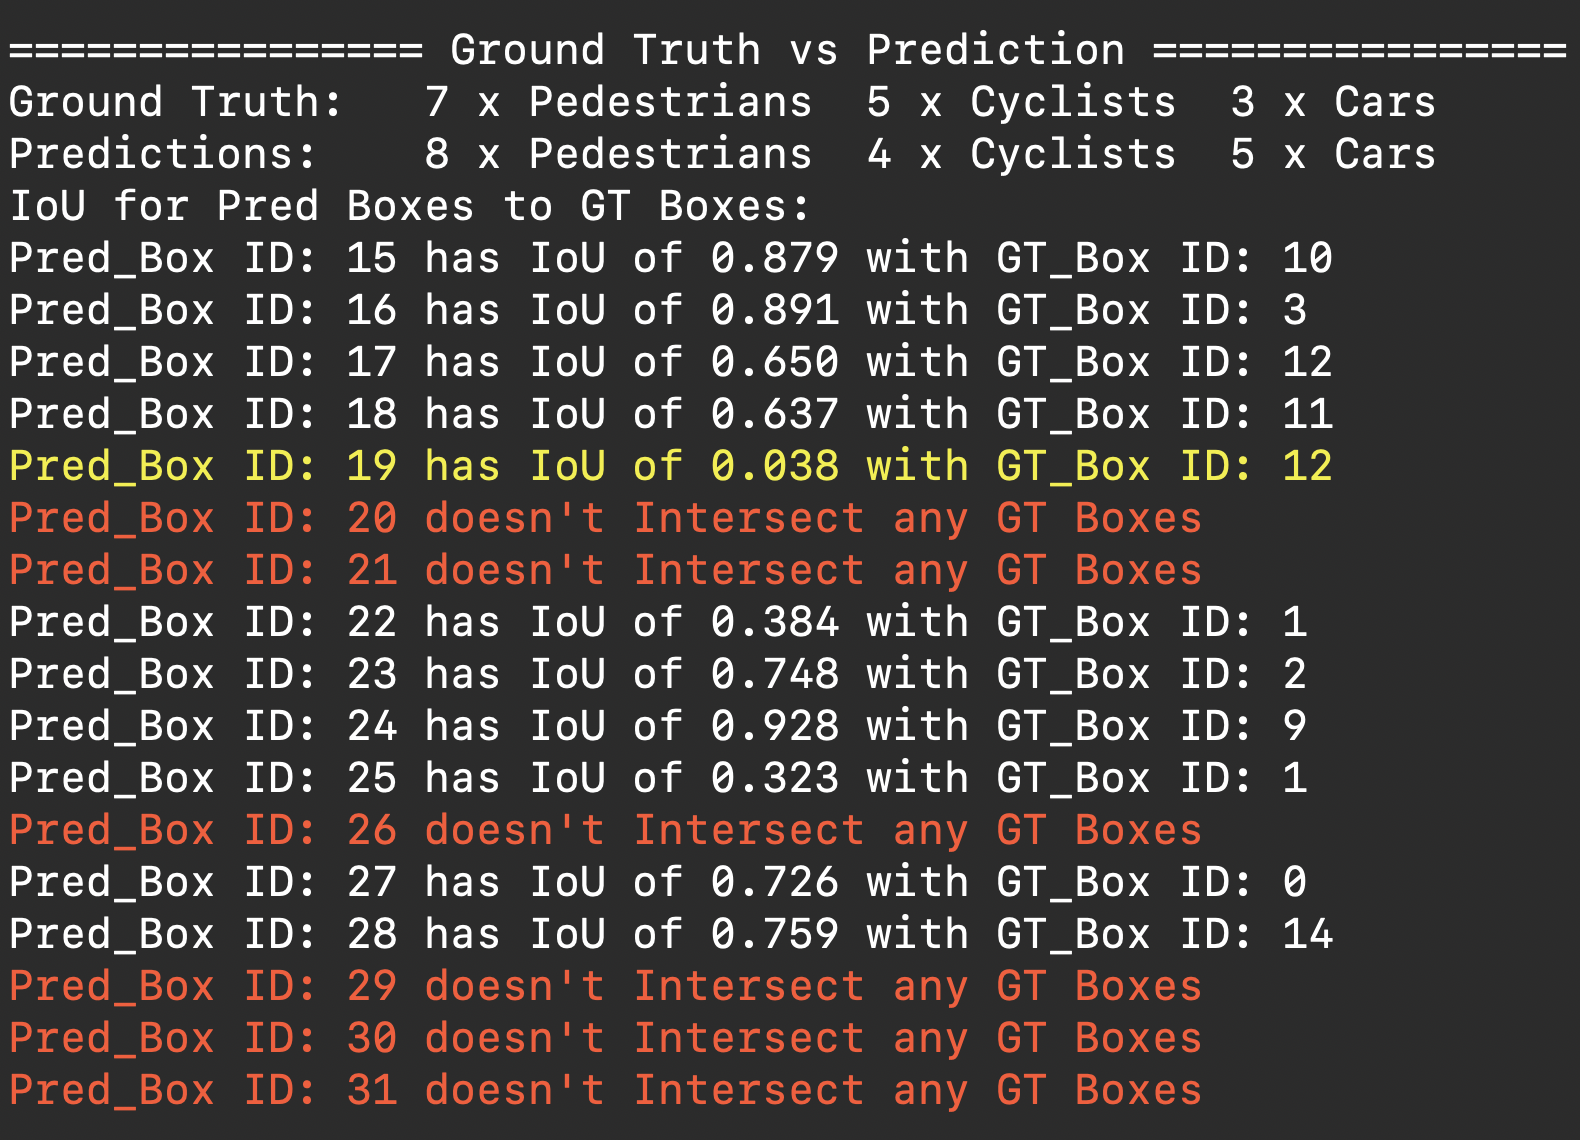 ================ Ground Truth vs Prediction ================
Ground Truth:   7 x Pedestrians  5 x Cyclists  3 x Cars
Predictions:    8 x Pedestrians  4 x Cyclists  5 x Cars
IoU for Pred Boxes to GT Boxes:
Pred_Box ID: 15 has IoU of 0.879 with GT_Box ID: 10
Pred_Box ID: 16 has IoU of 0.891 with GT_Box ID: 3
Pred_Box ID: 17 has IoU of 0.650 with GT_Box ID: 12
Pred_Box ID: 18 has IoU of 0.637 with GT_Box ID: 11
Pred_Box ID: 19 has IoU of 0.038 with GT_Box ID: 12
Pred_Box ID: 20 doesn't Intersect any GT Boxes
Pred_Box ID: 21 doesn't Intersect any GT Boxes
Pred_Box ID: 22 has IoU of 0.384 with GT_Box ID: 1
Pred_Box ID: 23 has IoU of 0.748 with GT_Box ID: 2
Pred_Box ID: 24 has IoU of 0.928 with GT_Box ID: 9
Pred_Box ID: 25 has IoU of 0.323 with GT_Box ID: 1
Pred_Box ID: 26 doesn't Intersect any GT Boxes
Pred_Box ID: 27 has IoU of 0.726 with GT_Box ID: 0
Pred_Box ID: 28 has IoU of 0.759 with GT_Box ID: 14
Pred_Box ID: 29 doesn't Intersect any GT Boxes
Pred_Box ID: 30 doesn't Intersect any GT Boxes
Pred_Box ID: 31 doesn't Intersect any GT Boxes